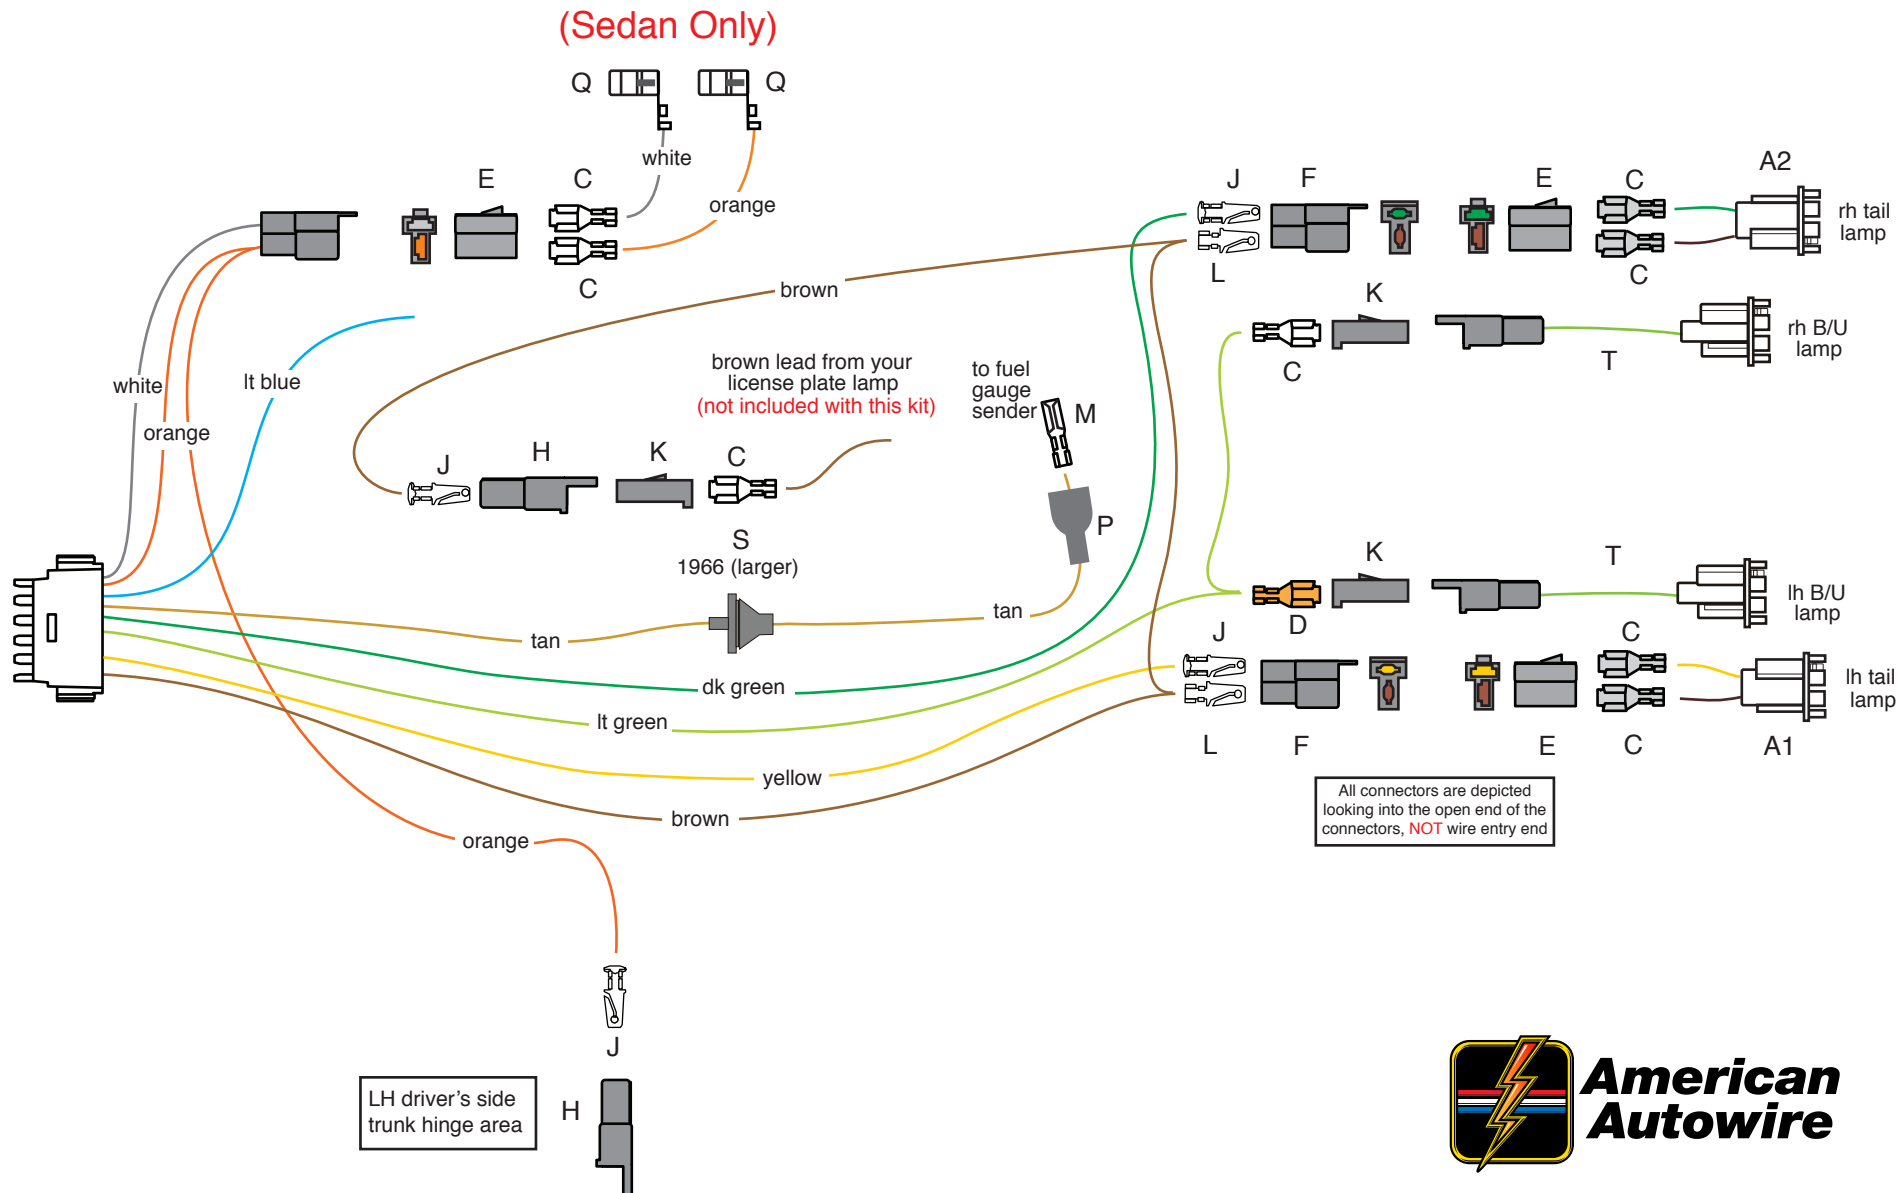 (Sedan Only)
Q
Q
white
orange
E
C
C
J
F
E
C
A2
rh tail
lamp
L
C
brown
K
C
T
rh B/U
lamp
white
orange
lt blue
brown lead from your
license plate lamp
(not included with this kit)
to fuel
gauge
sender
M
J
H
K
C
P
S
1966 (larger)
K
T
lh B/U
lamp
D
tan
tan
J
C
lh tail
lamp
dk green
lt green
L
F
E
C
A1
yellow
brown
All connectors are depicted
looking into the open end of the
connectors, NOT wire entry end
orange
J
LH driver's side
trunk hinge area
H
American
Autowire